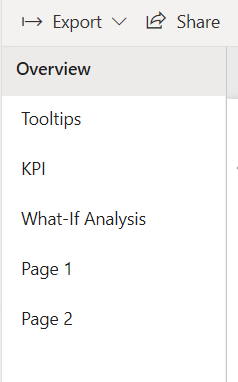 Export Share
Overview
Tooltips
KPI
What-If Analysis
Page 1
Page 2